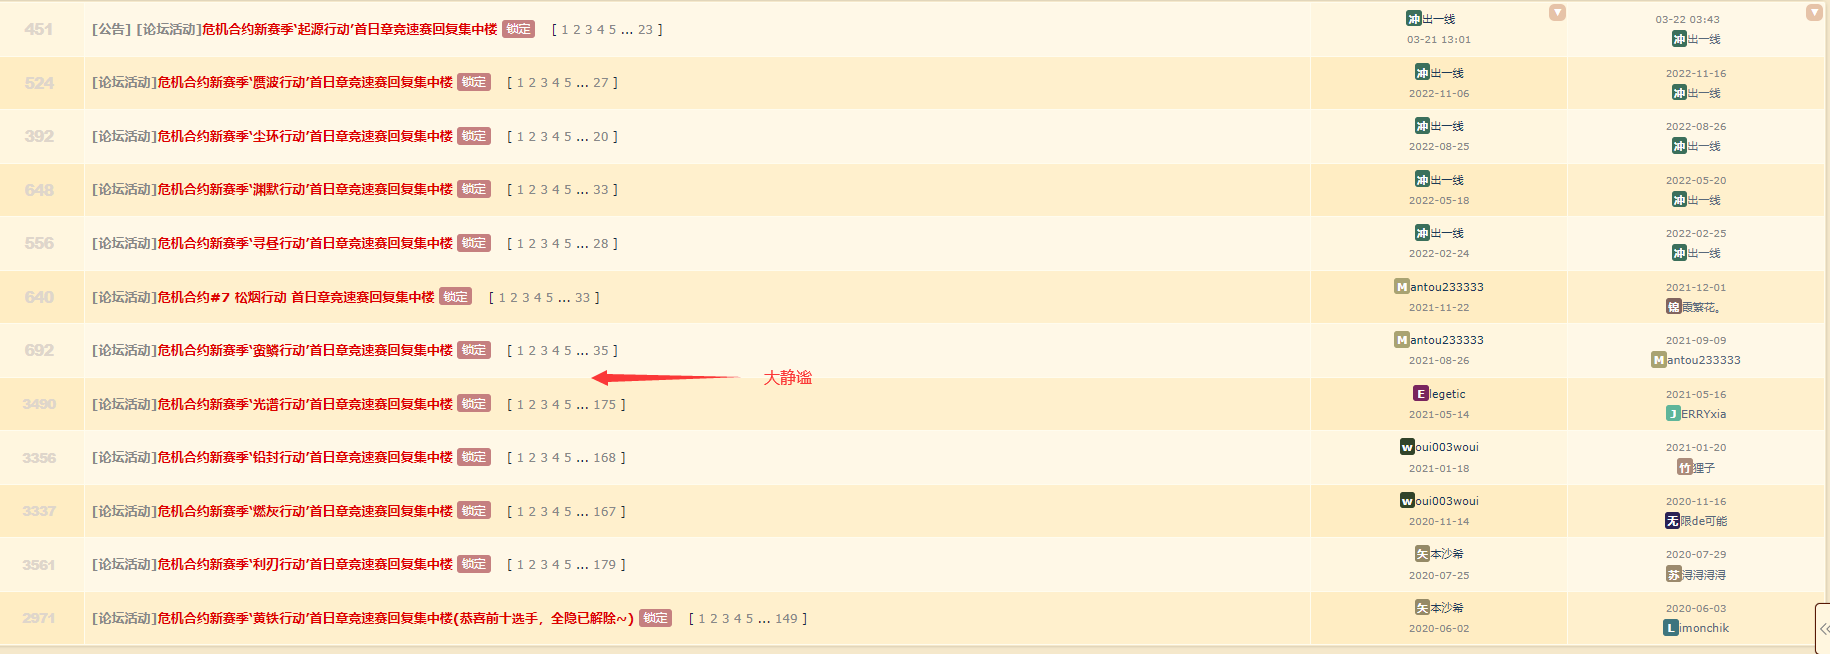 451 [公告] [论坛活动]危机合约新赛季‘起源行动’首日章竞速赛回复集中楼 锁定 [ 1 2 3 4 5 ... 23 ] 冲出一线 03-21 13:01 03-22 03:43 冲出一线
524 [论坛活动]危机合约新赛季‘赝波行动’首日章竞速赛回复集中楼 锁定 [ 1 2 3 4 5 ... 27 ] 冲出一线 2022-11-06 2022-11-16 冲出一线
392 [论坛活动]危机合约新赛季‘尘环行动’首日章竞速赛回复集中楼 锁定 [ 1 2 3 4 5 ... 20 ] 冲出一线 2022-08-25 2022-08-26 冲出一线
648 [论坛活动]危机合约新赛季‘渊默行动’首日章竞速赛回复集中楼 锁定 [ 1 2 3 4 5 ... 33 ] 冲出一线 2022-05-18 2022-05-20 冲出一线
556 [论坛活动]危机合约新赛季‘寻昼行动’首日章竞速赛回复集中楼 锁定 [ 1 2 3 4 5 ... 28 ] 冲出一线 2022-02-24 2022-02-25 冲出一线
640 [论坛活动]危机合约#7 松烟行动 首日章竞速赛回复集中楼 锁定 [ 1 2 3 4 5 ... 33 ] Mantou233333 2021-11-22 2021-12-01 锦霞繁花。
692 [论坛活动]危机合约新赛季‘蛮鳞行动’首日章竞速赛回复集中楼 锁定 [ 1 2 3 4 5 ... 35 ] Mantou233333 2021-08-26 2021-09-09 Mantou233333
大静谧
3490 [论坛活动]危机合约新赛季‘光谱行动’首日章竞速赛回复集中楼 锁定 [ 1 2 3 4 5 ... 175 ] Elegetic 2021-05-14 2021-05-16 JERRYxia
3356 [论坛活动]危机合约新赛季‘铅封行动’首日章竞速赛回复集中楼 锁定 [ 1 2 3 4 5 ... 168 ] woui003woui 2021-01-18 2021-01-20 竹狸子
3337 [论坛活动]危机合约新赛季‘燃灰行动’首日章竞速赛回复集中楼 锁定 [ 1 2 3 4 5 ... 167 ] woui003woui 2020-11-14 2020-11-16 无限de可能
3561 [论坛活动]危机合约新赛季‘利刃行动’首日章竞速赛回复集中楼 锁定 [ 1 2 3 4 5 ... 179 ] 矢本沙希 2020-07-25 2020-07-29 苏浔浔浔浔
2971 [论坛活动]危机合约新赛季‘黄铁行动’首日章竞速赛回复集中楼(恭喜前十选手，全隐已解除~) 锁定 [ 1 2 3 4 5 ... 149 ] 矢本沙希 2020-06-02 2020-06-03 Limonchik